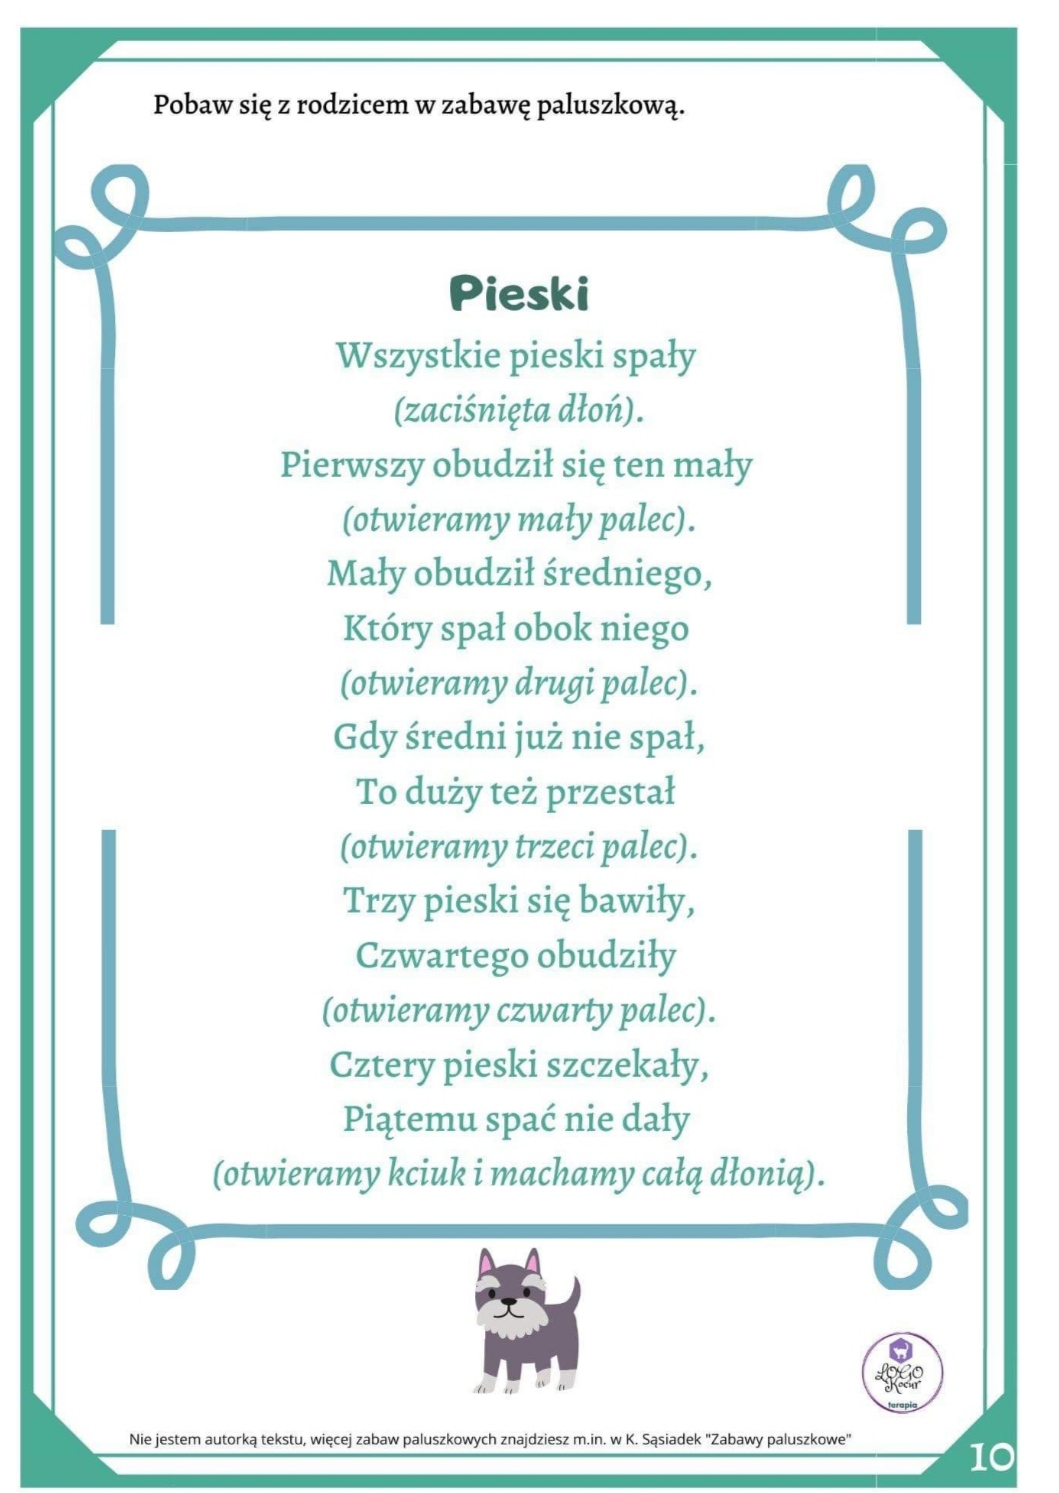 Pobaw się z rodzicem w zabawę paluszkową.
Pieski
Wszystkie pieski spały
(zaciśnięta dłoń).
Pierwszy obudził się ten mały
(otwieramy mały palec).
Mały obudził średniego,
Który spał obok niego
(otwieramy drugi palec).
Gdy średni już nie spał,
To duży też przestał
(otwieramy trzeci palec).
Trzy pieski się bawiły,
Czwartego obudziły
(otwieramy czwarty palec).
Cztery pieski szczekały,
Piątemu spać nie dały
(otwieramy kciuk i machamy całą dłonią).
LOGO
Kocur
terapia
Nie jestem autorką tekstu, więcej zabaw paluszkowych znajdziesz m.in. w K. Sąsiadek "Zabawy paluszkowe"
10